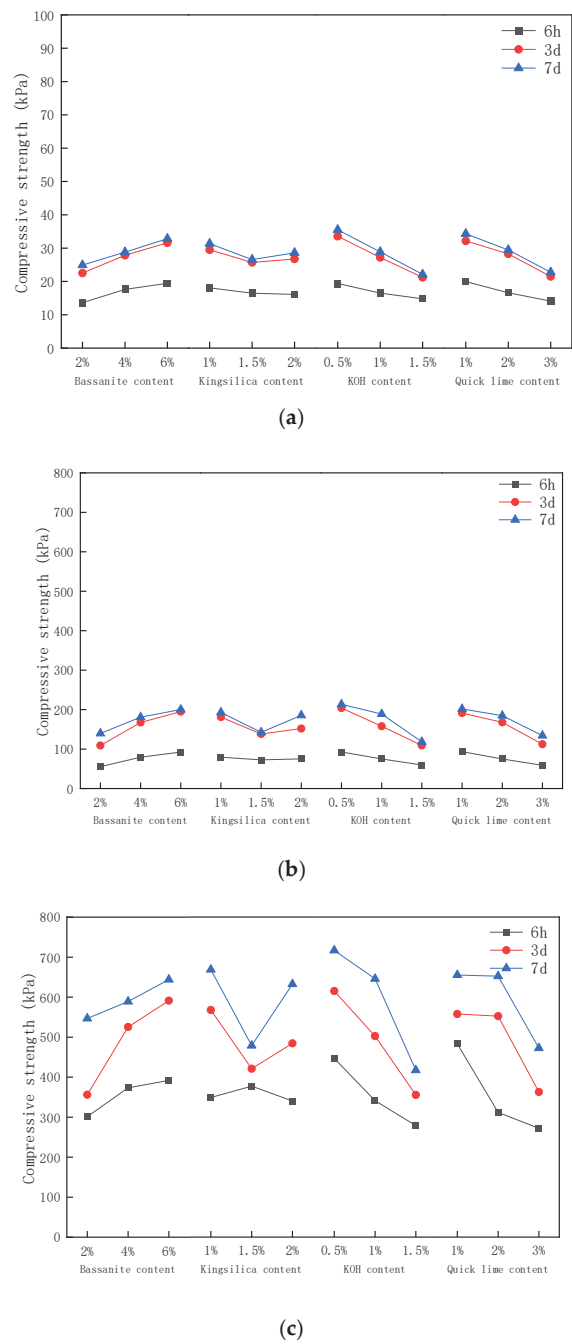 100
90
80
70
60
50
40
30
20
10
0
Compressive strength (kPa)
6h
3d
7d
2% 4% 6% 1% 1.5% 2% 0.5% 1% 1.5% 1% 2% 3%
Bassanite content Kingsilica content KOH content Quick lime content
(a)
800
700
600
500
400
300
200
100
0
Compressive strength (kPa)
6h
3d
7d
2% 4% 6% 1% 1.5% 2% 0.5% 1% 1.5% 1% 2% 3%
Bassanite content Kingsilica content KOH content Quick lime content
(b)
800
700
600
500
400
300
200
100
0
Compressive strength (kPa)
6h
3d
7d
2% 4% 6% 1% 1.5% 2% 0.5% 1% 1.5% 1% 2% 3%
Bassanite content Kingsilica content KOH content Quick lime content
(c)